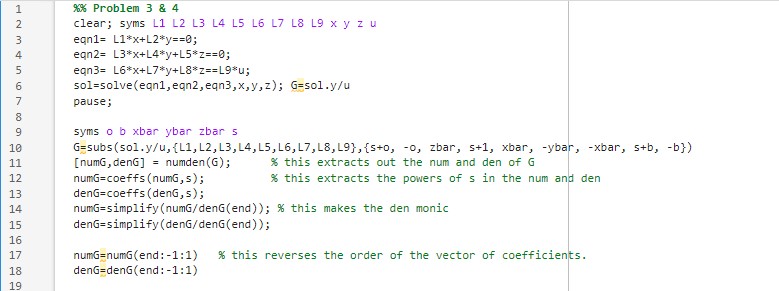 1 %% Problem 3 & 4
2 clear; syms L1 L2 L3 L4 L5 L6 L7 L8 L9 x y z u
3 eqn1= L1*x+L2*y==0;
4 eqn2= L3*x+L4*y+L5*z==0;
5 eqn3= L6*x+L7*y+L8*z==L9*u;
6 sol=solve(eqn1,eqn2,eqn3,x,y,z); G=sol.y/u
7 pause;
8
9 syms o b xbar ybar zbar s
10 G=subs(sol.y/u,{L1,L2,L3,L4,L5,L6,L7,L8,L9},{s+o, -o, zbar, s+1, xbar, -ybar, -xbar, s+b, -b})
11 [numG,denG] = numden(G); % this extracts out the num and den of G
12 numG=coeffs(numG,s); % this extracts the powers of s in the num and den
13 denG=coeffs(denG,s);
14 numG=simplify(numG/denG(end)); % this makes the den monic
15 denG=simplify(denG/denG(end));
16
17 numG=numG(end:-1:1) % this reverses the order of the vector of coefficients.
18 denG=denG(end:-1:1)
19